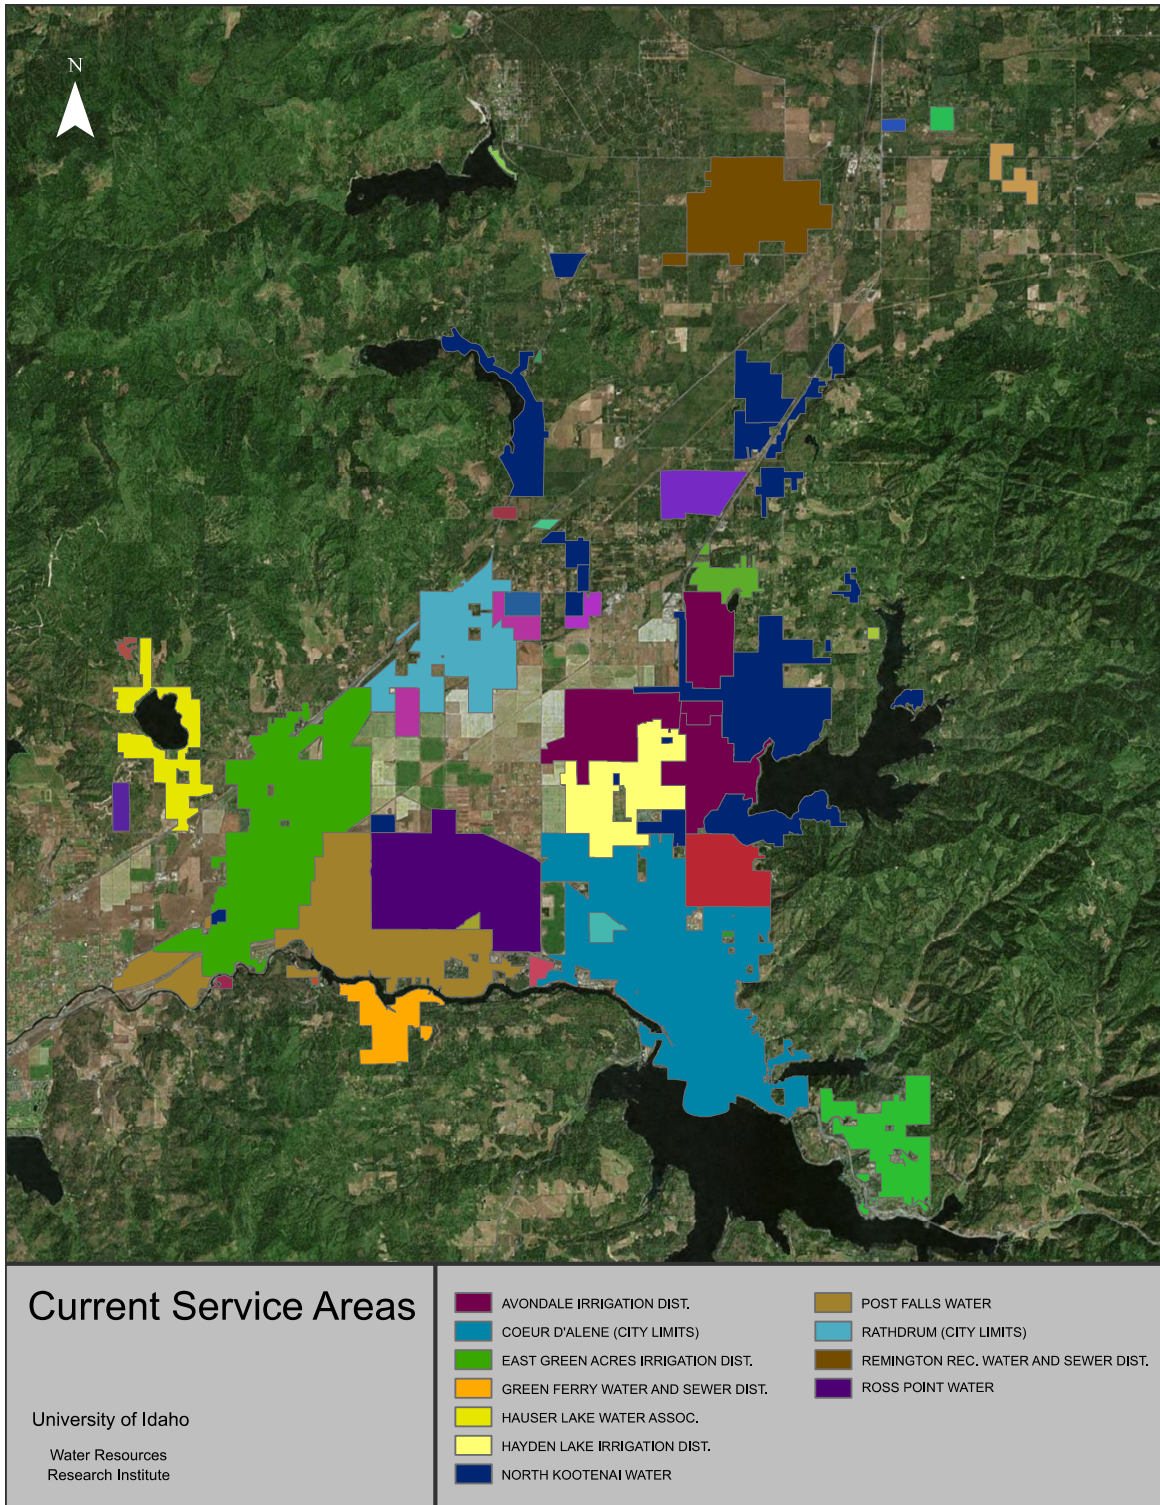 N
Current Service Areas
University of Idaho
Water Resources
Research Institute
AVONDALE IRRIGATION DIST.
COEUR D'ALENE (CITY LIMITS)
EAST GREEN ACRES IRRIGATION DIST.
GREEN FERRY WATER AND SEWER DIST.
HAUSER LAKE WATER ASSOC.
HAYDEN LAKE IRRIGATION DIST.
NORTH KOOTENAI WATER
POST FALLS WATER
RATHDRUM (CITY LIMITS)
REMINGTON REC. WATER AND SEWER DIST.
ROSS POINT WATER